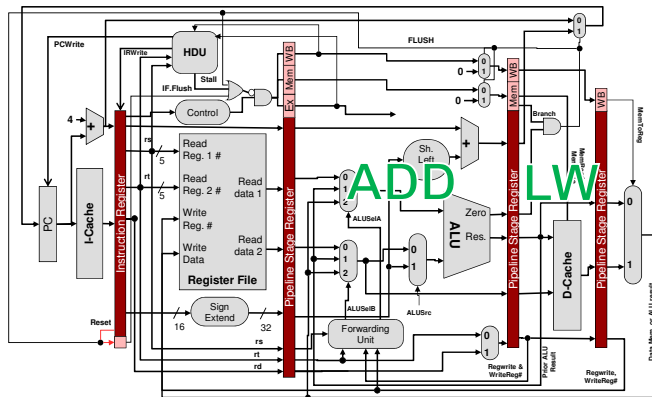 PCWrite
IRWrite
HDU
Stall
FLUSH
IF.Flush
Control
Ex
Mem
WB
0
1
0
1
0
0
1
0
WB
Mem
Branch
WB
MemToReg
4
+
rs
5
rt
5
PC
I-Cache
Instruction Register
Read
Reg. 1 #
Read
Reg. 2 #
Write
Reg. #
Write
Data
Read
data 1
Read
data 2
Register File
Pipeline Stage Register
Sh.
Left
+
ADD
LW
0
1
2
ALUSelA
0
1
2
ALUSelB
0
1
ALUSrc
ALU
Zero
Res.
Pipeline Stage Register
D-Cache
Pipeline Stage Register
0
1
Reset
16
Sign
Extend
32
Forwarding
Unit
rs
rt
rd
0
1
Regwrite &
WriteReg#
Prior ALU
Result
Regwrite,
WriteReg#